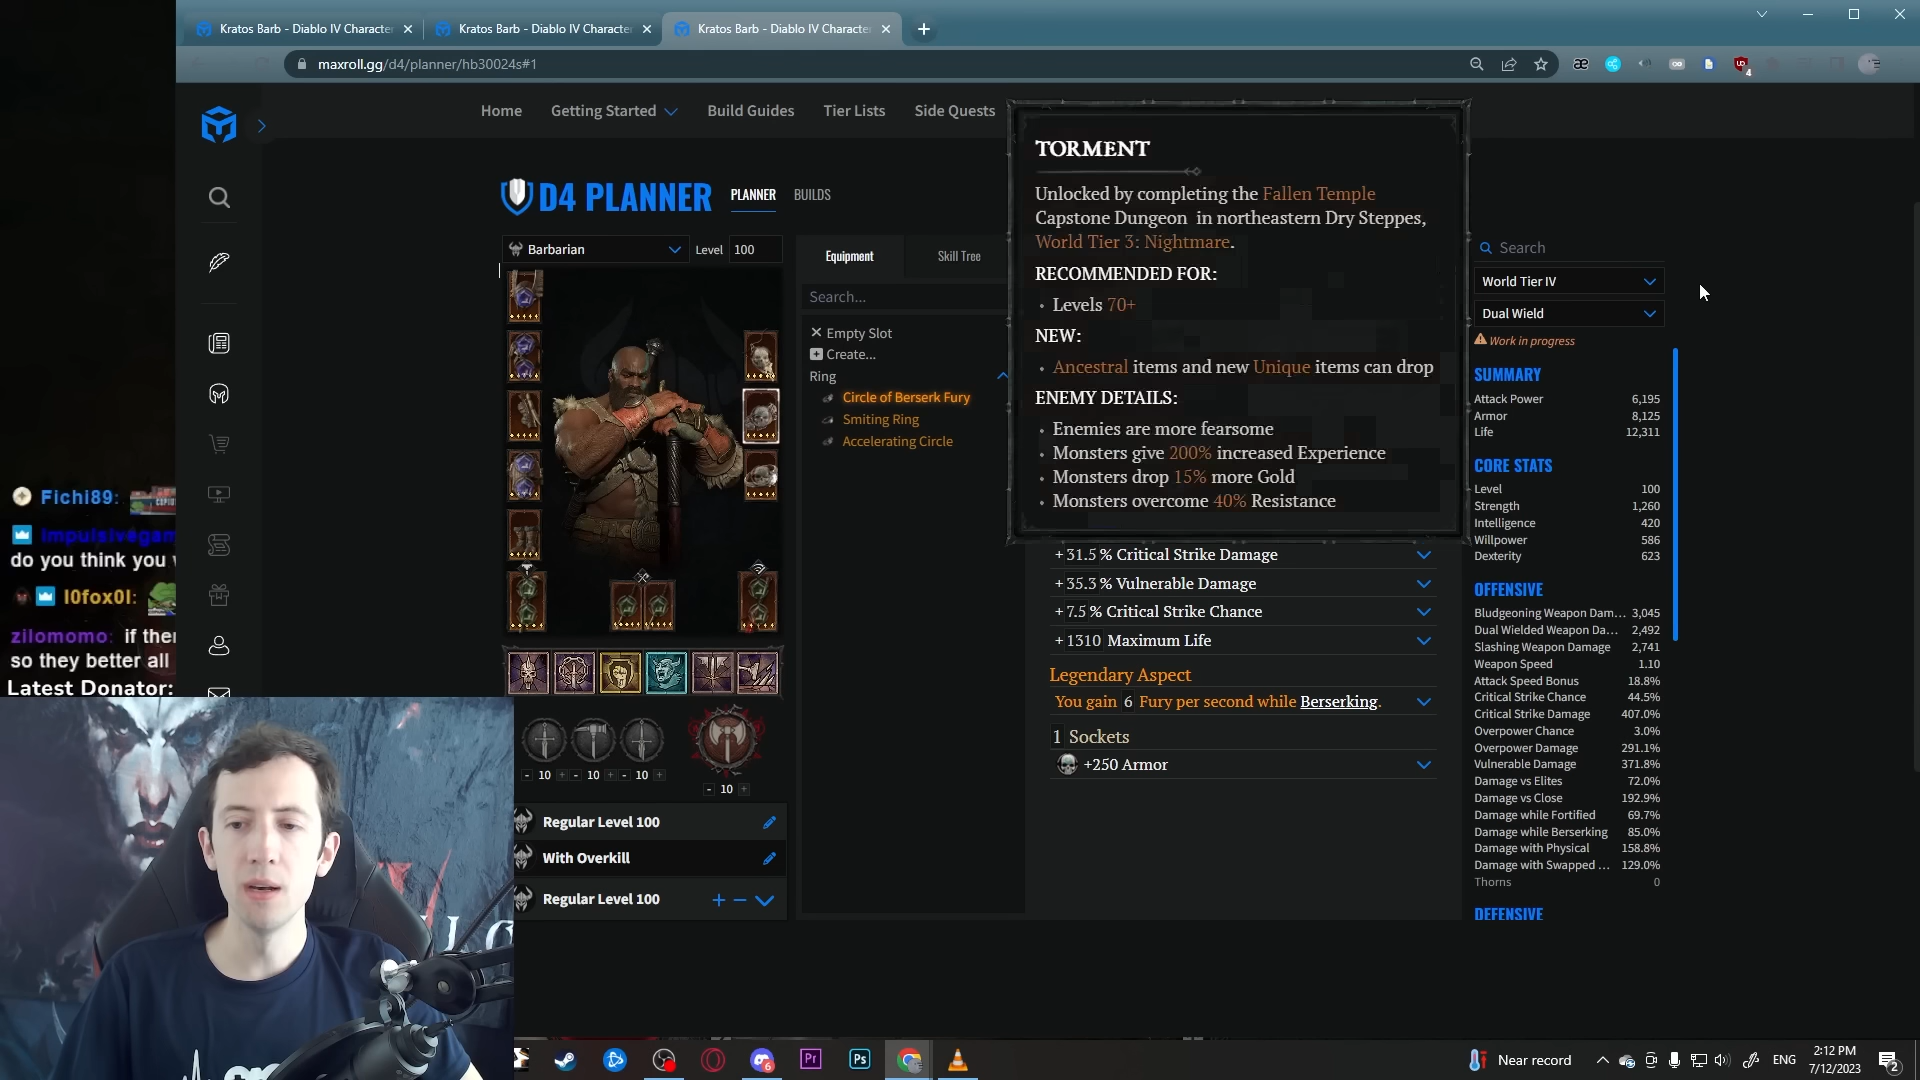 Kratos Barb - Diablo IV Character
Kratos Barb - Diablo IV Character
Kratos Barb - Diablo IV Character
maxroll.gg/d4/planner/hb30024s#1
4
Home
Getting Started
Build Guides
Tier Lists
Side Quests
D4 PLANNER
PLANNER
BUILDS
Barbarian
Level 100
Equipment
Skill Tree
Search...
Empty Slot
Create...
Ring
Circle of Berserk Fury
Smiting Ring
Accelerating Circle
TORMENT
Unlocked by completing the Fallen Temple
Capstone Dungeon in northeastern Dry Steppes,
World Tier 3: Nightmare.
RECOMMENDED FOR:
• Levels 70+
NEW:
• Ancestral items and new Unique items can drop
ENEMY DETAILS:
• Enemies are more fearsome
• Monsters give 200% increased Experience
• Monsters drop 15% more Gold
• Monsters overcome 40% Resistance
+ 31.5 % Critical Strike Damage
+ 35.3 % Vulnerable Damage
+ 7.5 % Critical Strike Chance
+ 1310 Maximum Life
Legendary Aspect
You gain 6 Fury per second while Berserking.
1 Sockets
+250 Armor
Search
World Tier IV
Dual Wield
Work in progress
SUMMARY
Attack Power 6,195
Armor 8,125
Life 12,311
CORE STATS
Level 100
Strength 1,260
Intelligence 420
Willpower 586
Dexterity 623
OFFENSIVE
Bludgeoning Weapon Dam... 3,045
Dual Wielded Weapon Da... 2,492
Slashing Weapon Damage 2,741
Weapon Speed 1.10
Attack Speed Bonus 18.8%
Critical Strike Chance 44.5%
Critical Strike Damage 407.0%
Overpower Chance 3.0%
Overpower Damage 291.1%
Vulnerable Damage 371.8%
Damage vs Elites 72.0%
Damage vs Close 192.9%
Damage while Fortified 69.7%
Damage while Berserking 85.0%
Damage with Physical 158.8%
Damage with Swapped ... 129.0%
Thorns 0
DEFENSIVE
- 10 + - 10 + - 10 +
- 10 +
Regular Level 100
With Overkill
Regular Level 100
Fichi89:
impulsivegam
do you think you
l0fox0l:
zilomomo: if ther
so they better all
Latest Donator:
6
Pr
Ps
Near record
ENG
2:12 PM
7/12/2023
2